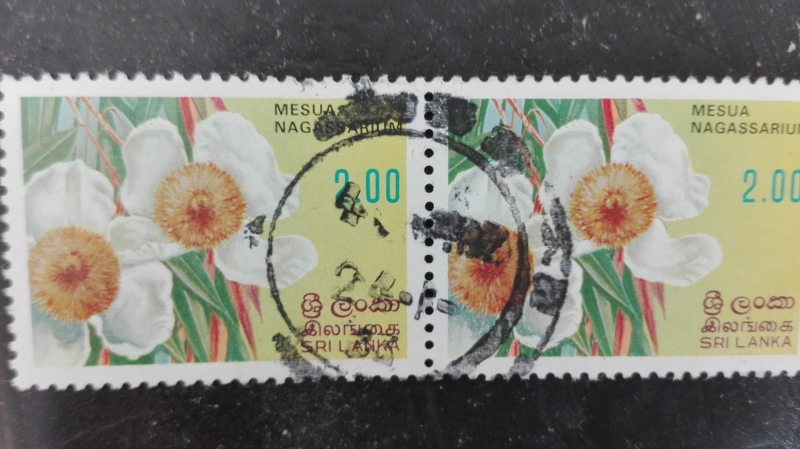 MESUA
NAGASSARIUM
2.00
ශ්‍රී ලංකා
இலங்கை
SRI LANKA
MESUA
NAGASSARIUM
2.00
ශ්‍රී ලංකා
இலங்கை
SRI LANKA